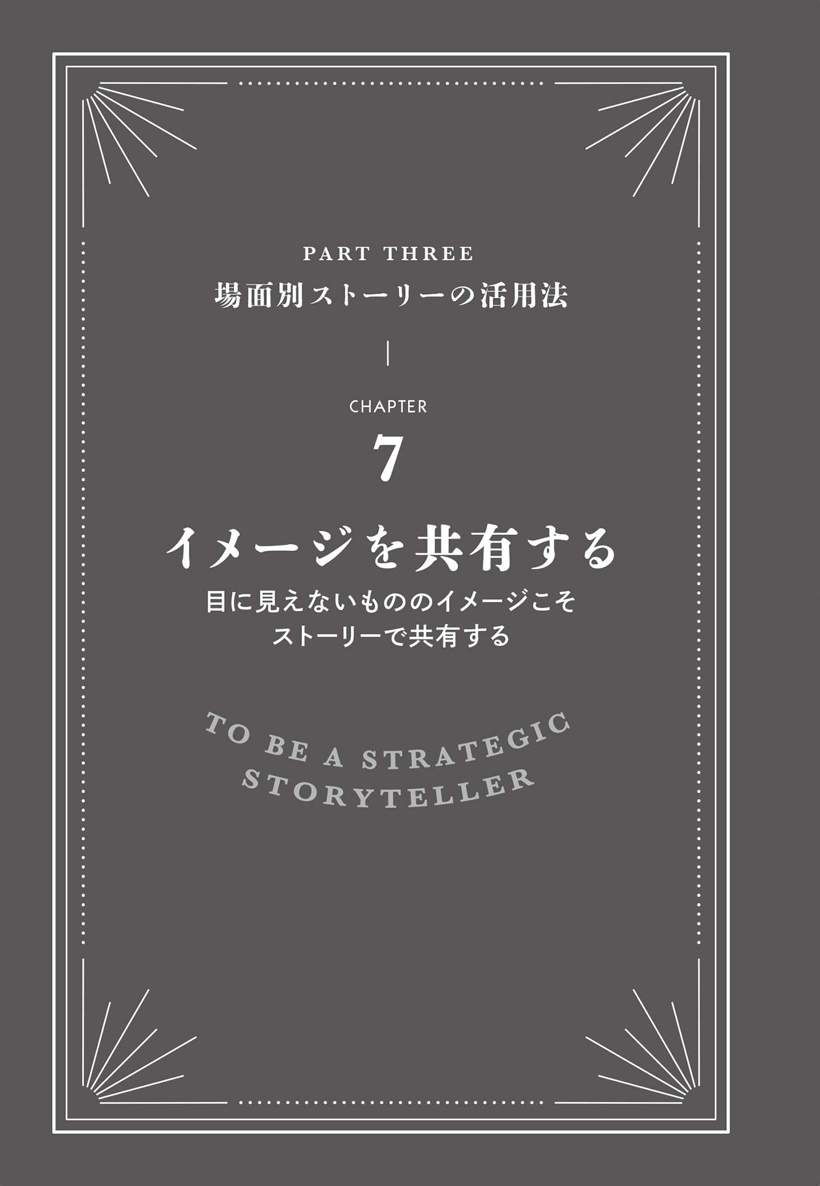 PART THREE
場面別ストーリーの活用法
CHAPTER
7
イメージを共有する
目に見えないもののイメージこそ
ストーリーで共有する
TO BE A STRATEGIC
STORYTELLER